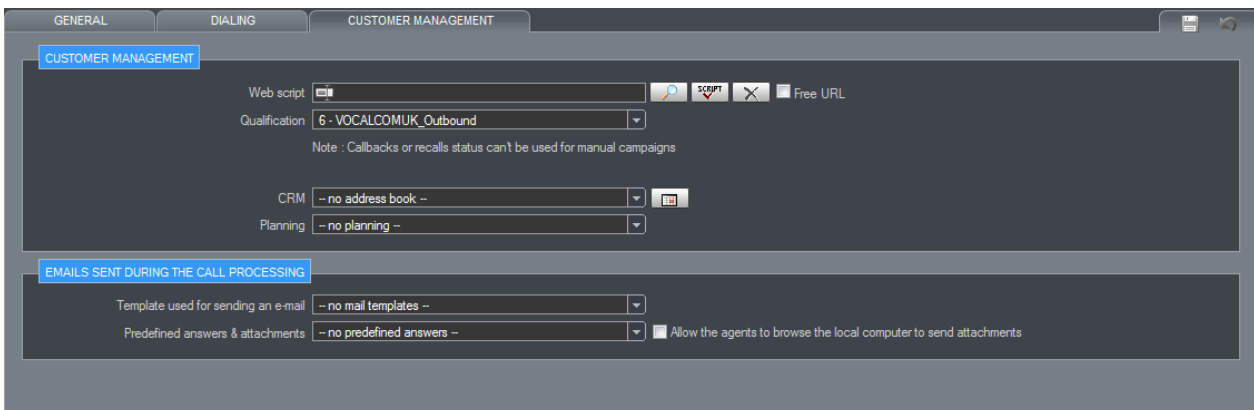 GENERAL DIALING CUSTOMER MANAGEMENT
CUSTOMER MANAGEMENT
Web script SCRIPT Free URL
Qualification 6 - VOCALCOMUK_Outbound
Note : Callbacks or recalls status can't be used for manual campaigns
CRM -- no address book --
Planning -- no planning --
EMAILS SENT DURING THE CALL PROCESSING
Template used for sending an e-mail -- no mail templates --
Predefined answers & attachments -- no predefined answers -- Allow the agents to browse the local computer to send attachments